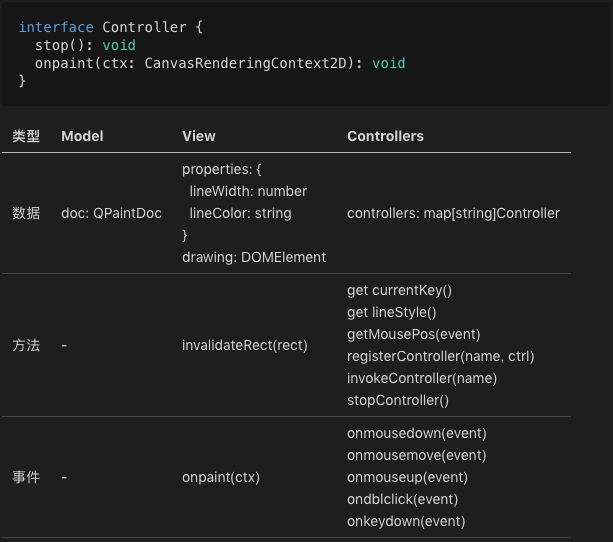 interface Controller {
  stop(): void
  onpaint(ctx: CanvasRenderingContext2D): void
}
类型 Model View Controllers
properties: {
lineWidth: number
数据 doc: QPaintDoc lineColor: string controllers: map[string]Controller
}
drawing: DOMElement
get currentKey()
get lineStyle()
getMousePos(event)
方法 - invalidateRect(rect) registerController(name, ctrl)
invokeController(name)
stopController()
onmousedown(event)
onmousemove(event)
事件 - onpaint(ctx) onmouseup(event)
ondblclick(event)
onkeydown(event)